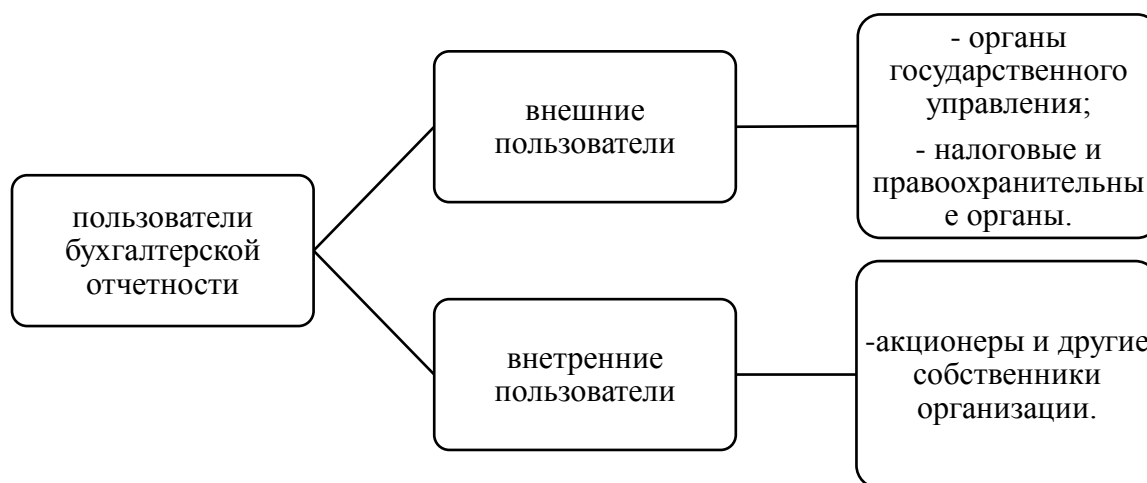 пользователи
бухгалтерской
отчетности
внешние
пользователи
- органы
государственного
управления;
- налоговые и
правоохранительны
е органы.
внетренние
пользователи
-акционеры и другие
собственники
организации.